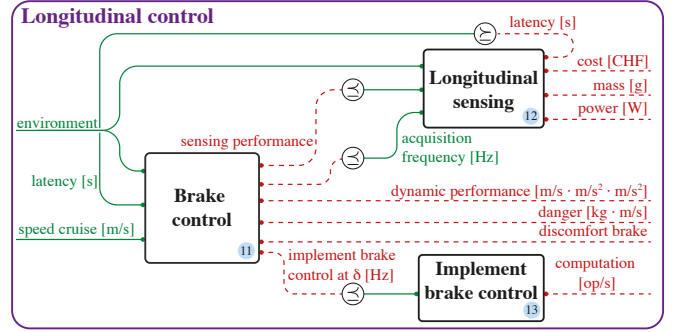 Longitudinal control
latency [s]
⪰
cost [CHF]
Longitudinal
sensing
12
mass [g]
power [W]
⪯
environment
sensing performance
⪯
acquisition
frequency [Hz]
latency [s]
Brake
control
11
dynamic performance [m/s · m/s² · m/s²]
danger [kg · m/s]
speed cruise [m/s]
discomfort brake
implement brake
control at δ [Hz]
⪯
Implement
brake control
13
computation
[op/s]